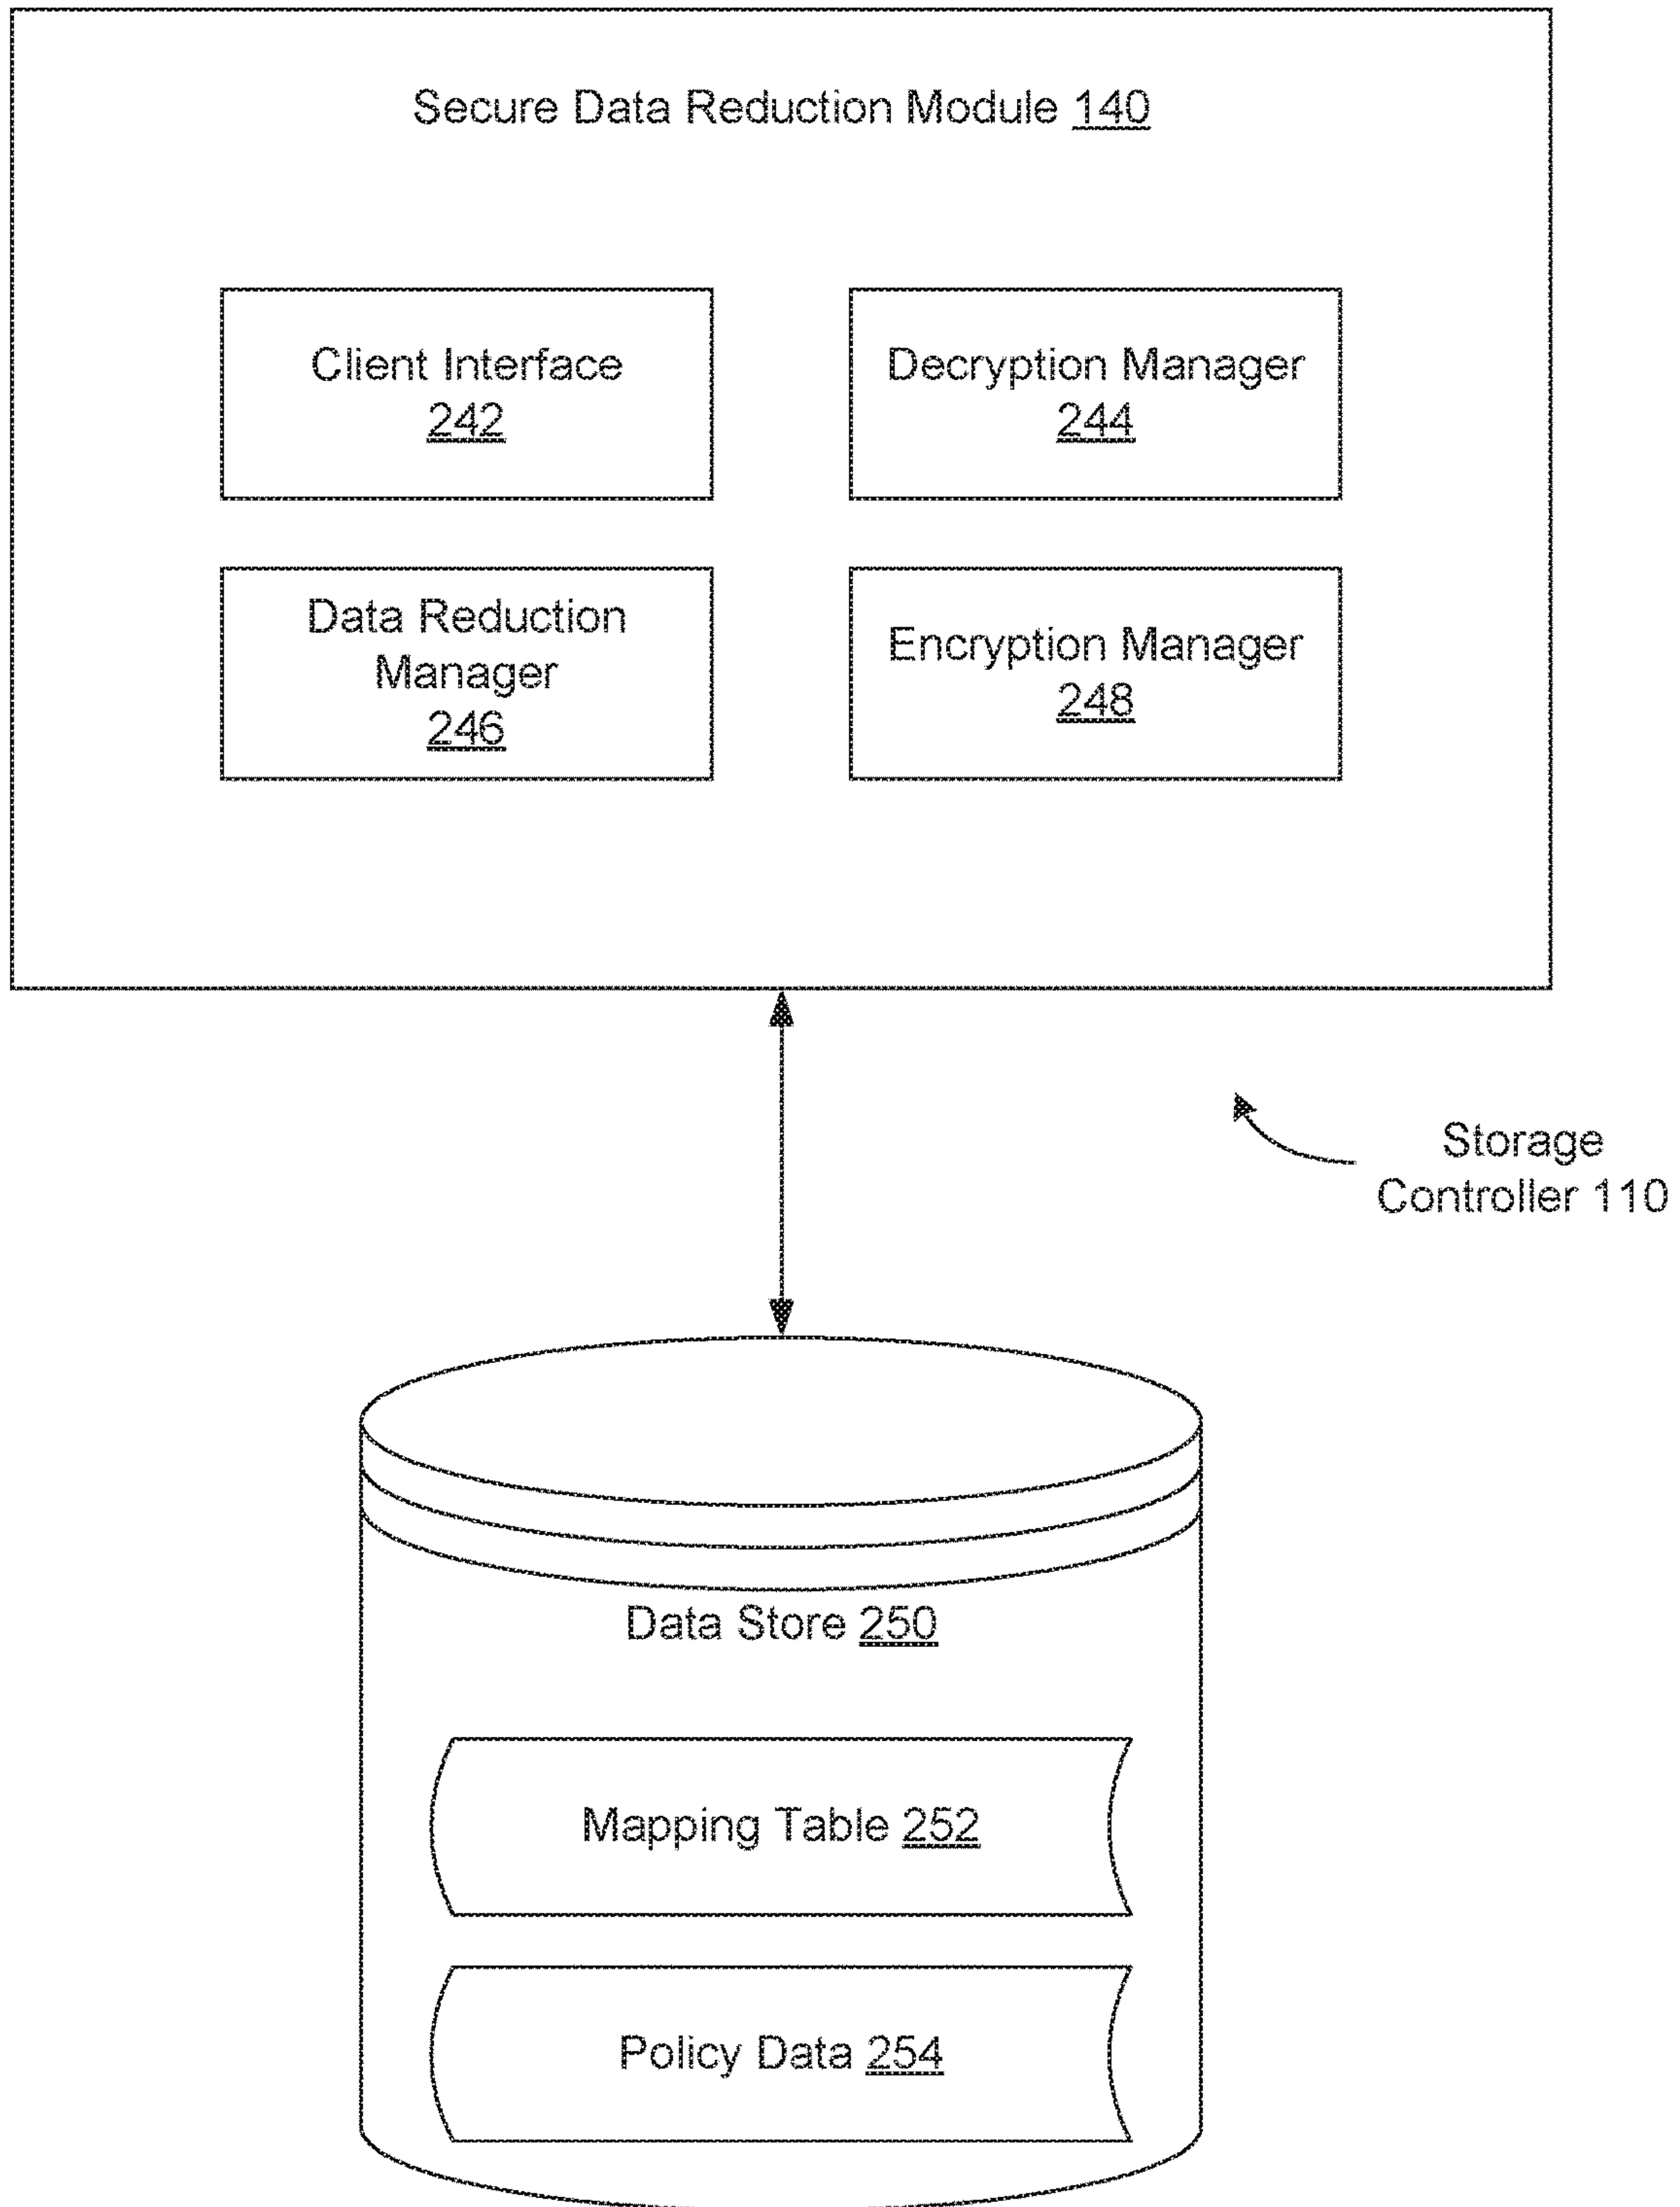 Secure Data Reduction Module 140
Client Interface
242
Decryption Manager
244
Data Reduction
Manager
246
Encryption Manager
248
Storage
Controller 110
Data Store 250
Mapping Table 252
Policy Data 254